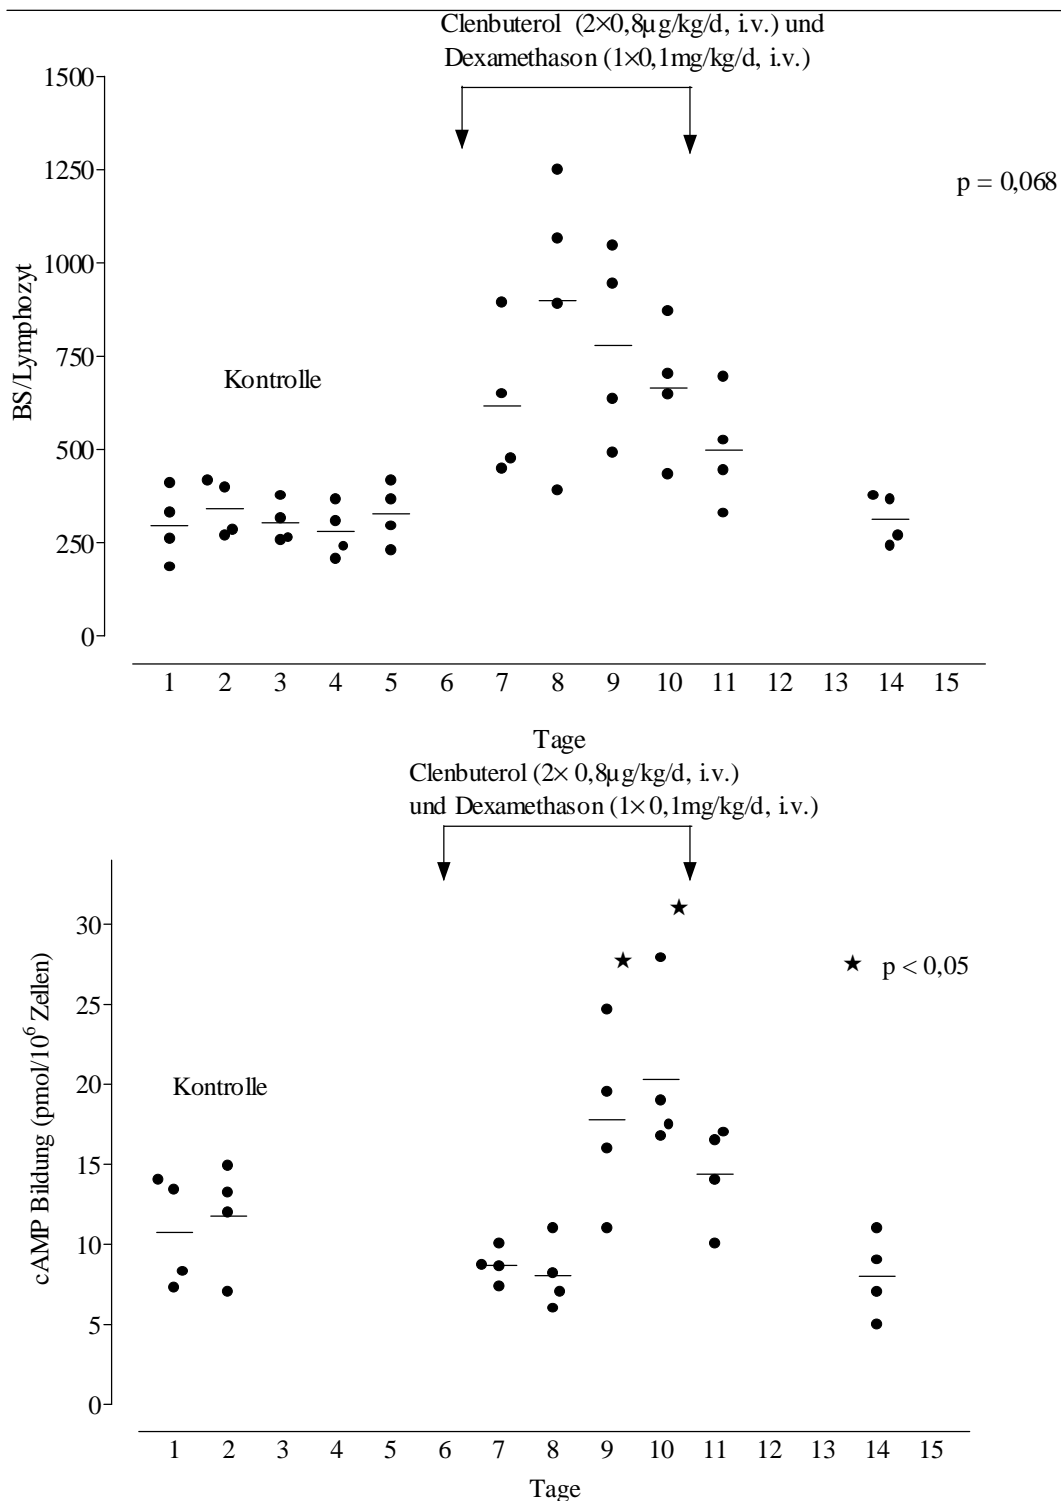 Clenbuterol (2×0,8µg/kg/d, i.v.) und
Dexamethason (1×0,1mg/kg/d, i.v.)
1500
1250
p = 0,068
1000
BS/Lymphozyt
750
Kontrolle
500
250
0
1 2 3 4 5 6 7 8 9 10 11 12 13 14 15
Tage
Clenbuterol (2× 0,8µg/kg/d, i.v.)
und Dexamethason (1× 0,1mg/kg/d, i.v.)
30
★ p < 0,05
25
cAMP Bildung (pmol/10⁶ Zellen)
20
Kontrolle
15
10
5
0
1 2 3 4 5 6 7 8 9 10 11 12 13 14 15
Tage